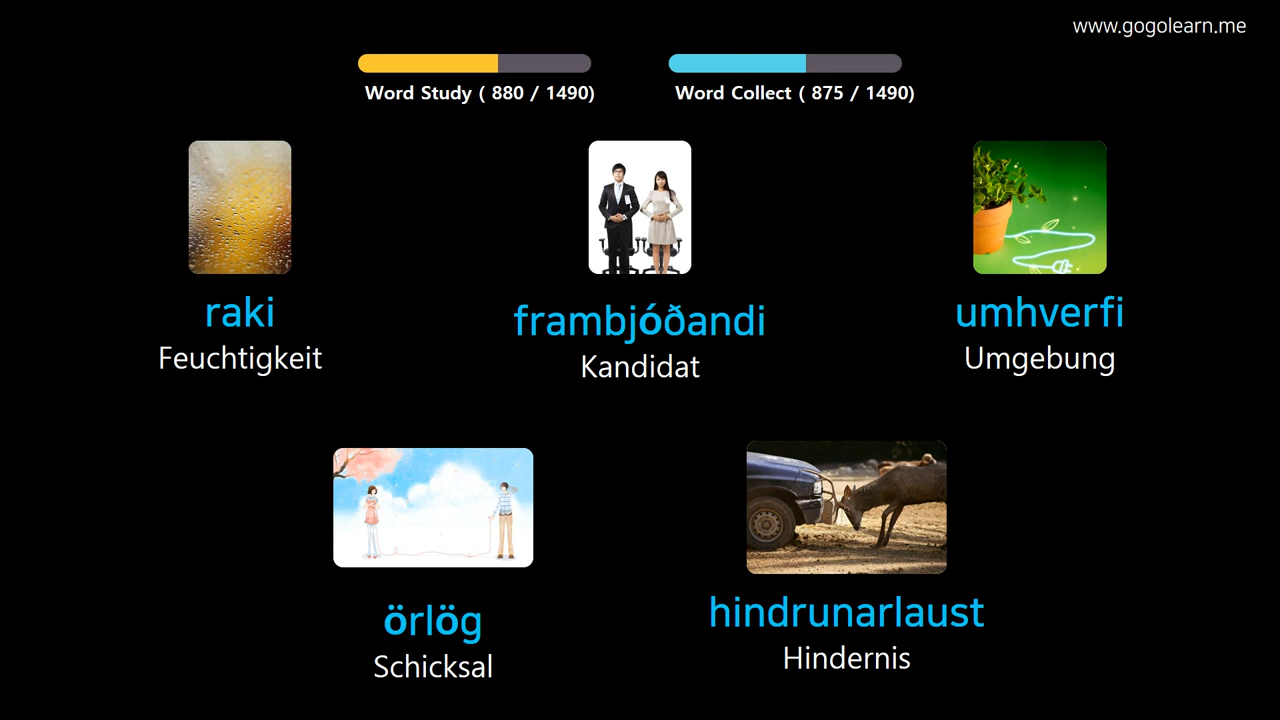 www.gogolearn.me
Word Study ( 880 / 1490)
Word Collect ( 875 / 1490)
raki
Feuchtigkeit
frambjóðandi
Kandidat
umhverfi
Umgebung
örlög
Schicksal
hindrunarlaust
Hindernis